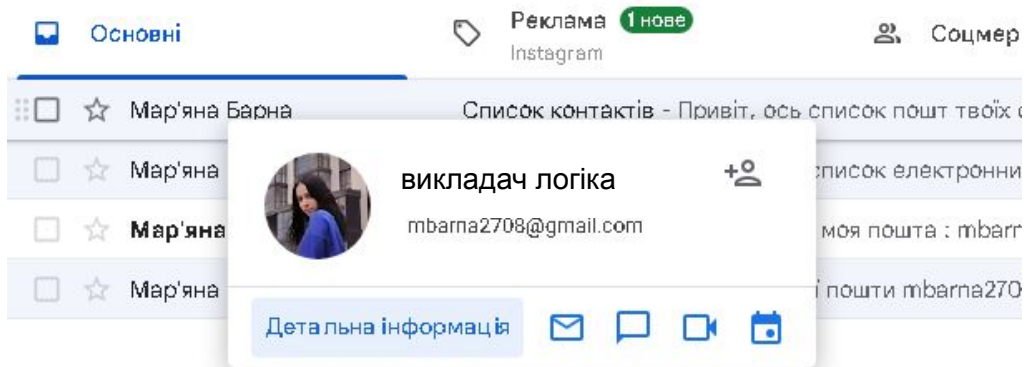 Основні
Реклама 1 нове
Instagram
Соцмер
Мар'яна Барна Список контактів - Привіт, ось список пошт твоїх
Мар'яна список електронни
викладач логіка
mbarna2708@gmail.com
Мар'яна моя пошта : mbarn
Мар'яна пошти mbarna270
Детальна інформація